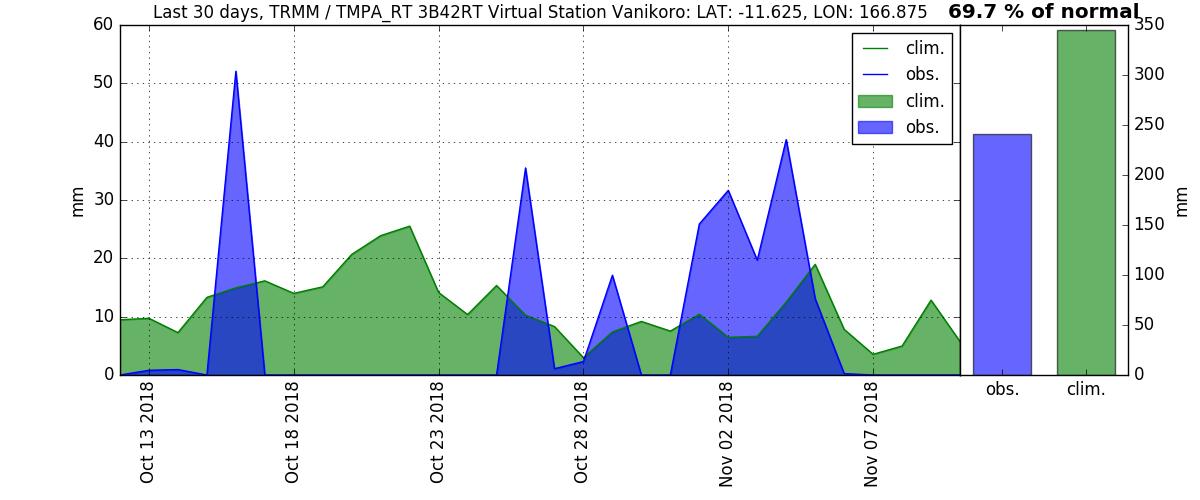 Last 30 days, TRMM / TMPA_RT 3B42RT Virtual Station Vanikoro: LAT: -11.625, LON: 166.875
69.7 % of normal
60
50
40
30
20
10
0
mm
clim.
obs.
clim.
obs.
Oct 13 2018
Oct 18 2018
Oct 23 2018
Oct 28 2018
Nov 02 2018
Nov 07 2018
350
300
250
200
150
100
50
0
mm
obs.
clim.